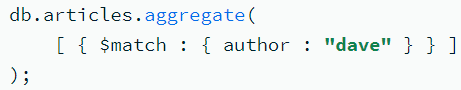 db.articles.aggregate(
    [ { $match : { author : "dave" } } ]
);